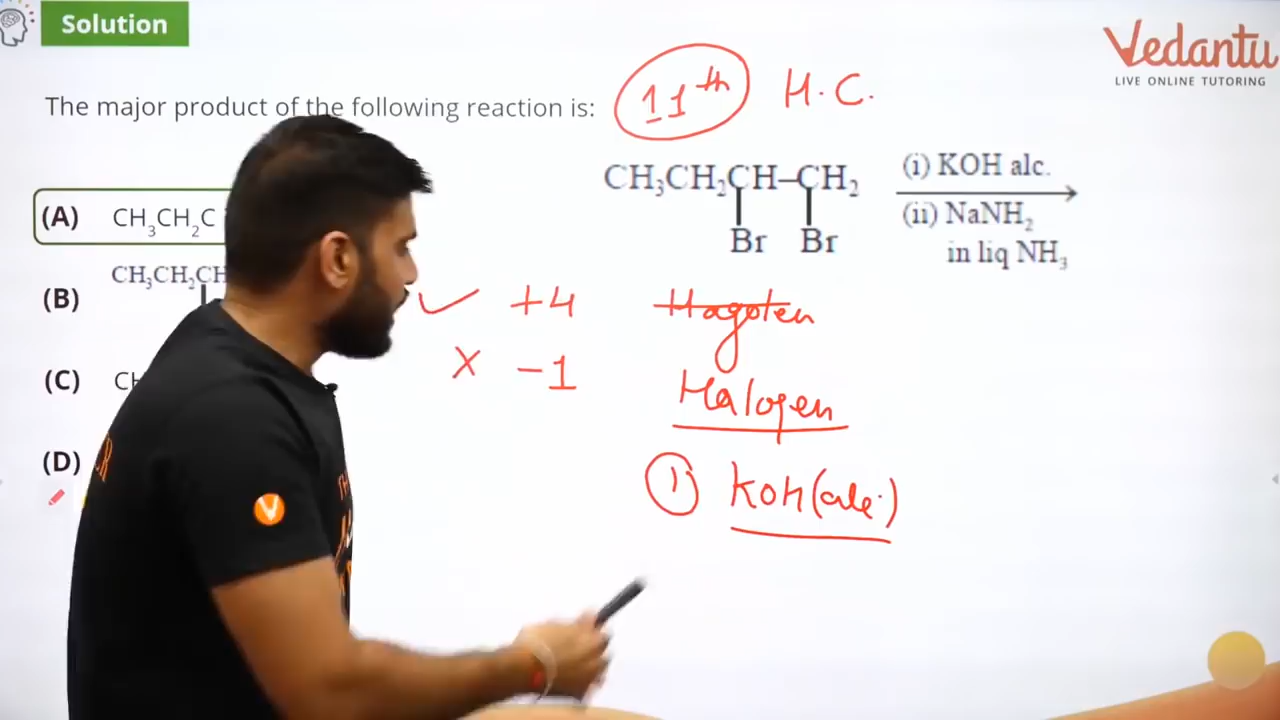 Solution
Vedantu
LIVE ONLINE TUTORING
The major product of the following reaction is:
11th H.C.
CH3CH2CH–CH2
Br Br
(i) KOH alc.
(ii) NaNH2
in liq NH3
(A) CH3CH2C
(B) CH3CH2CH
(C)
(D)
✓ +4
X -1
Hagoten
Halogen
1 KOH(alc.)